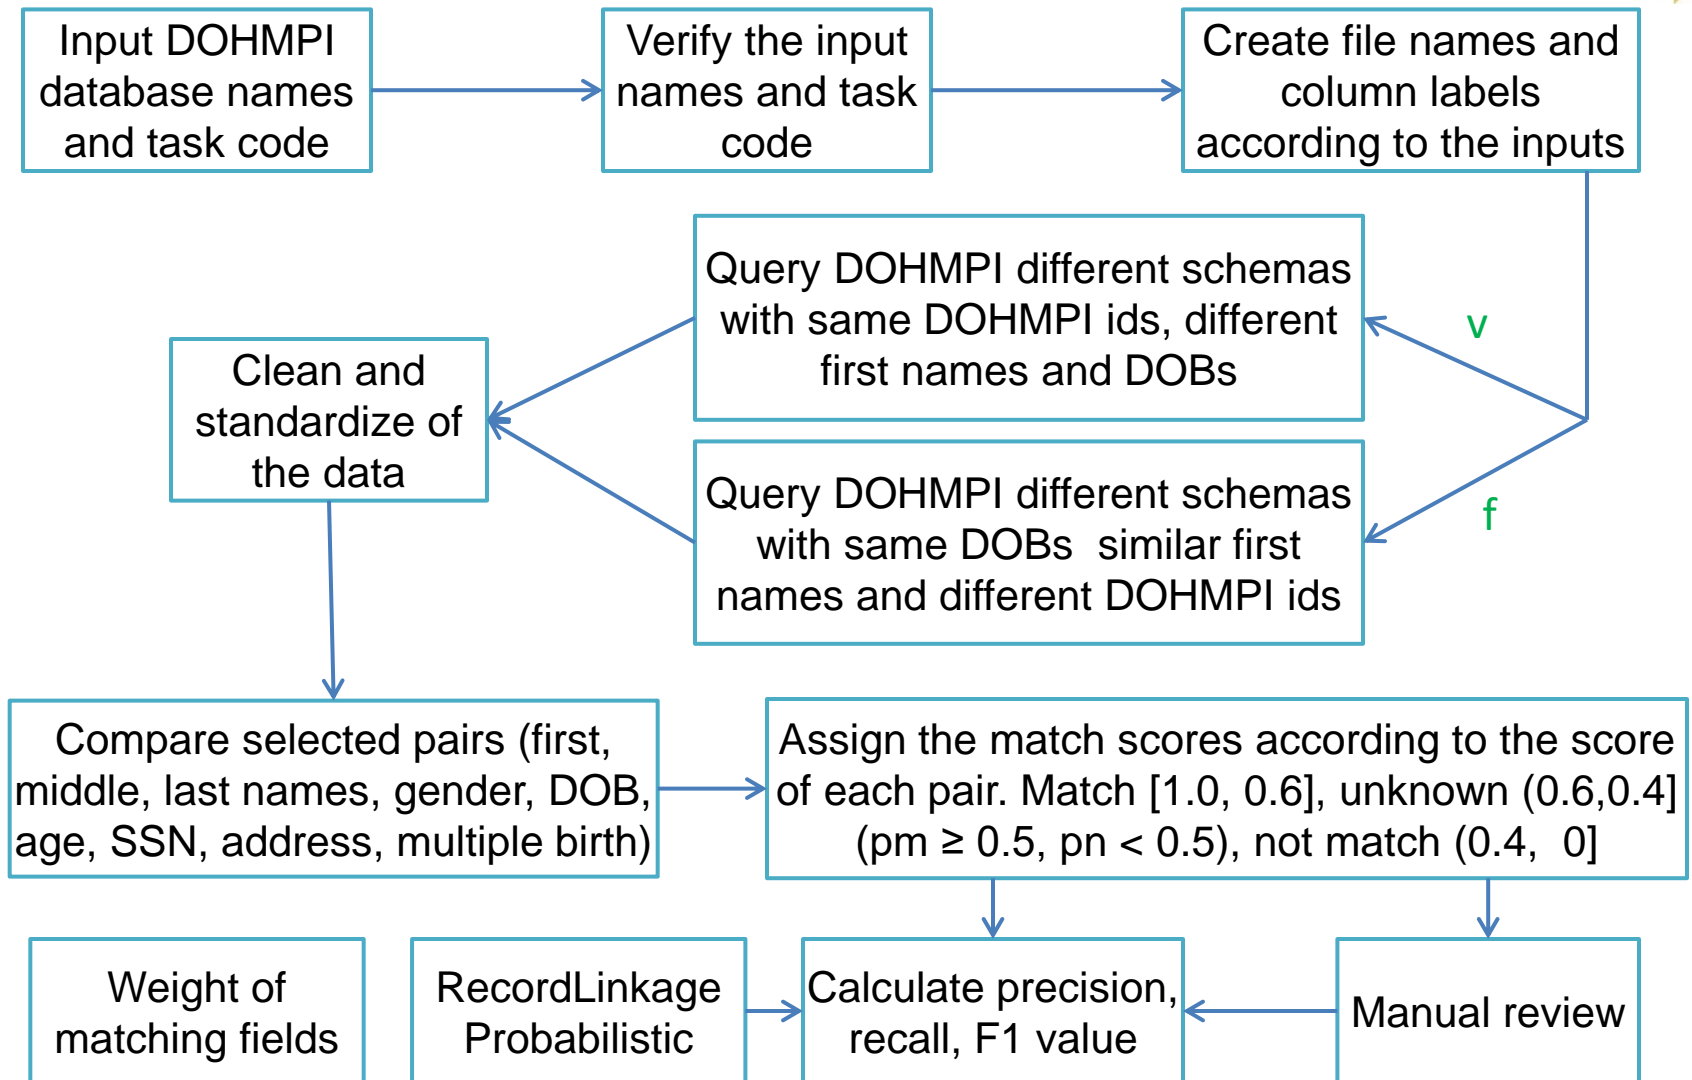 Input DOHMPI
database names
and task code
Verify the input
names and task
code
Create file names and
column labels
according to the inputs
Query DOHMPI different schemas
with same DOHMPI ids, different
first names and DOBs
v
Clean and
standardize of
the data
Query DOHMPI different schemas
with same DOBs  similar first
names and different DOHMPI ids
f
Compare selected pairs (first,
middle, last names, gender, DOB,
age, SSN, address, multiple birth)
Assign the match scores according to the score
of each pair. Match [1.0, 0.6], unknown (0.6,0.4]
(pm ≥ 0.5, pn < 0.5), not match (0.4,  0]
Weight of
matching fields
RecordLinkage
Probabilistic
Calculate precision,
recall, F1 value
Manual review